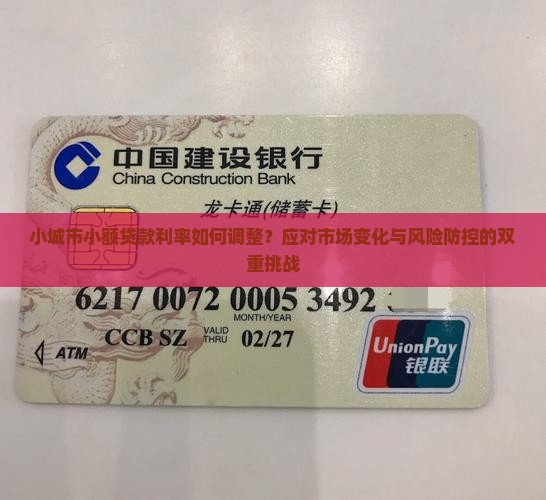 中国建设银行
China Construction Bank
龙卡通(储蓄卡)
小城市小额贷款利率如何调整？应对市场变化与风险防控的双
重挑战
6217 0072 0005 3492
MONTH/YEAR
CCB SZ VALID THRU 02/27
ATM
UnionPay
银联